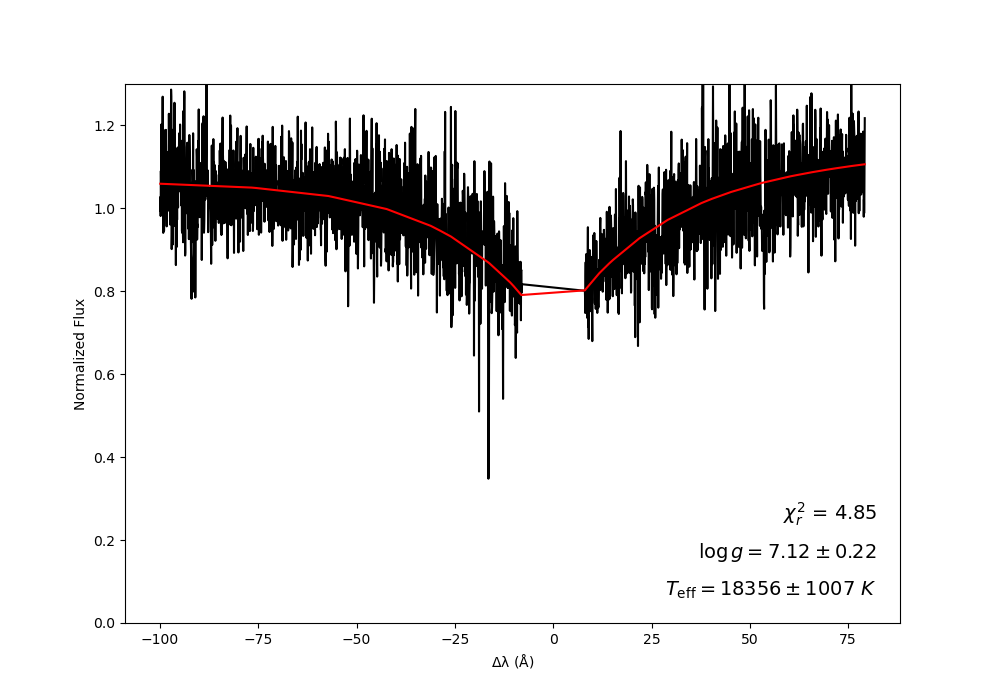 1.2
1.0
0.8
0.6
0.4
0.2
0.0
Normalized Flux
χ²ᵣ = 4.85
log g = 7.12 ± 0.22
T_eff = 18356 ± 1007 K
−100 −75 −50 −25 0 25 50 75
Δλ (Å)